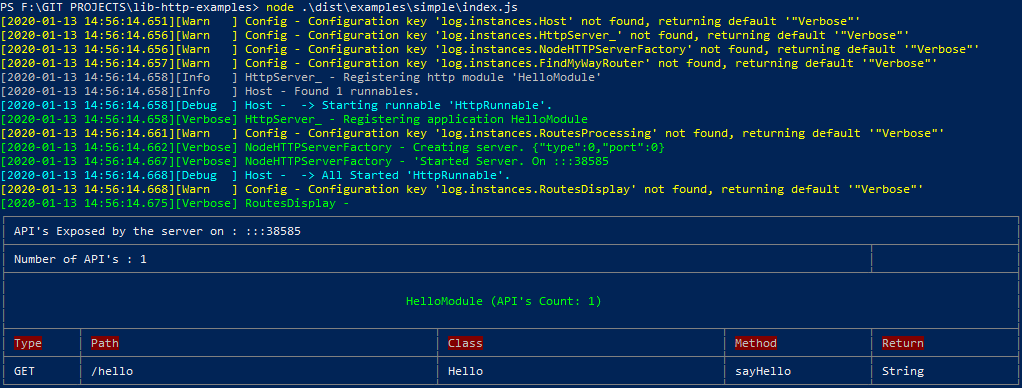 PS F:\GIT PROJECTS\lib-http-examples> node .\dist\examples\simple\index.js
[2020-01-13 14:56:14.651][Warn   ] Config - Configuration key 'log.instances.Host' not found, returning default '"Verbose"'
[2020-01-13 14:56:14.656][Warn   ] Config - Configuration key 'log.instances.HttpServer_' not found, returning default '"Verbose"'
[2020-01-13 14:56:14.656][Warn   ] Config - Configuration key 'log.instances.NodeHTTPServerFactory' not found, returning default '"Verbose"'
[2020-01-13 14:56:14.657][Warn   ] Config - Configuration key 'log.instances.FindMyWayRouter' not found, returning default '"Verbose"'
[2020-01-13 14:56:14.658][Info   ] HttpServer_ - Registering http module 'HelloModule'
[2020-01-13 14:56:14.658][Info   ] Host - Found 1 runnables.
[2020-01-13 14:56:14.658][Debug  ] Host -  -> Starting runnable 'HttpRunnable'.
[2020-01-13 14:56:14.658][Verbose] HttpServer_ - Registering application HelloModule
[2020-01-13 14:56:14.661][Warn   ] Config - Configuration key 'log.instances.RoutesProcessing' not found, returning default '"Verbose"'
[2020-01-13 14:56:14.662][Verbose] NodeHTTPServerFactory - Creating server. {"type":0,"port":0}
[2020-01-13 14:56:14.667][Verbose] NodeHTTPServerFactory - 'Started Server. On :::38585
[2020-01-13 14:56:14.668][Debug  ] Host -  -> All Started 'HttpRunnable'.
[2020-01-13 14:56:14.668][Warn   ] Config - Configuration key 'log.instances.RoutesDisplay' not found, returning default '"Verbose"'
[2020-01-13 14:56:14.675][Verbose] RoutesDisplay -
API's Exposed by the server on : :::38585
Number of API's : 1
HelloModule (API's Count: 1)
Type Path Class Method Return
GET /hello Hello sayHello String